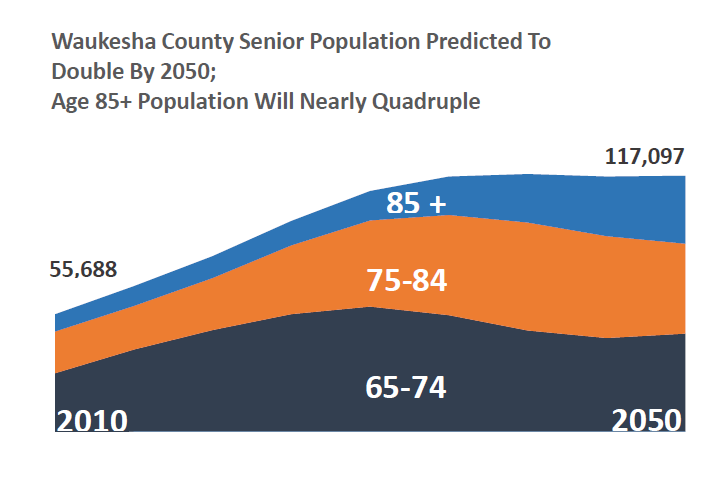 Waukesha County Senior Population Predicted To
Double By 2050;
Age 85+ Population Will Nearly Quadruple
117,097
85 +
55,688
75-84
65-74
2010
2050